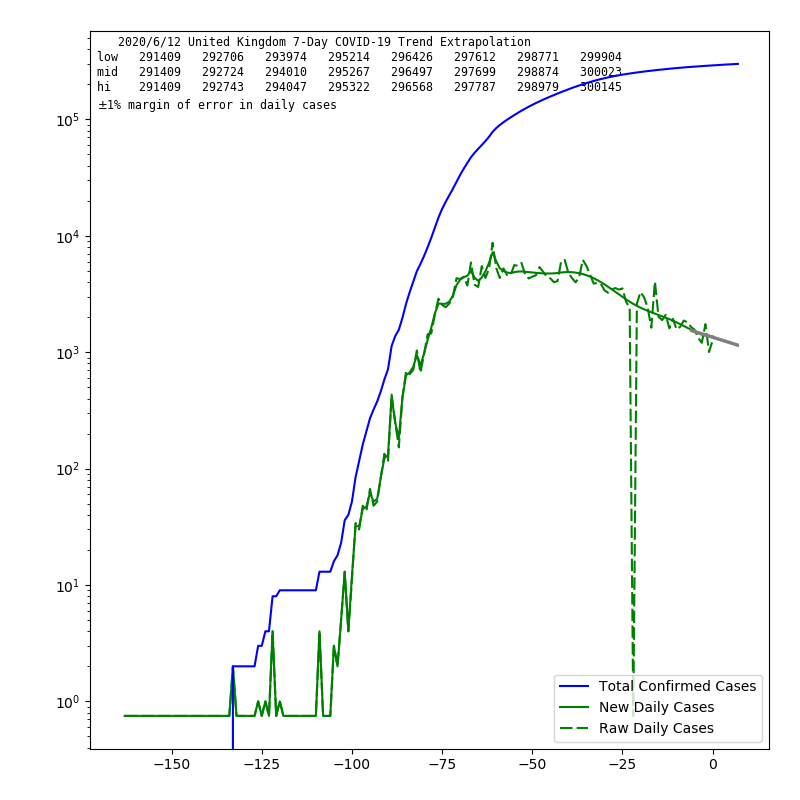 2020/6/12 United Kingdom 7-Day COVID-19 Trend Extrapolation
low 291409 292706 293974 295214 296426 297612 298771 299904
mid 291409 292724 294010 295267 296497 297699 298874 300023
hi 291409 292743 294047 295322 296568 297787 298979 300145
±1% margin of error in daily cases
10^5
10^4
10^3
10^2
10^1
10^0
Total Confirmed Cases
New Daily Cases
Raw Daily Cases
−150 −125 −100 −75 −50 −25 0